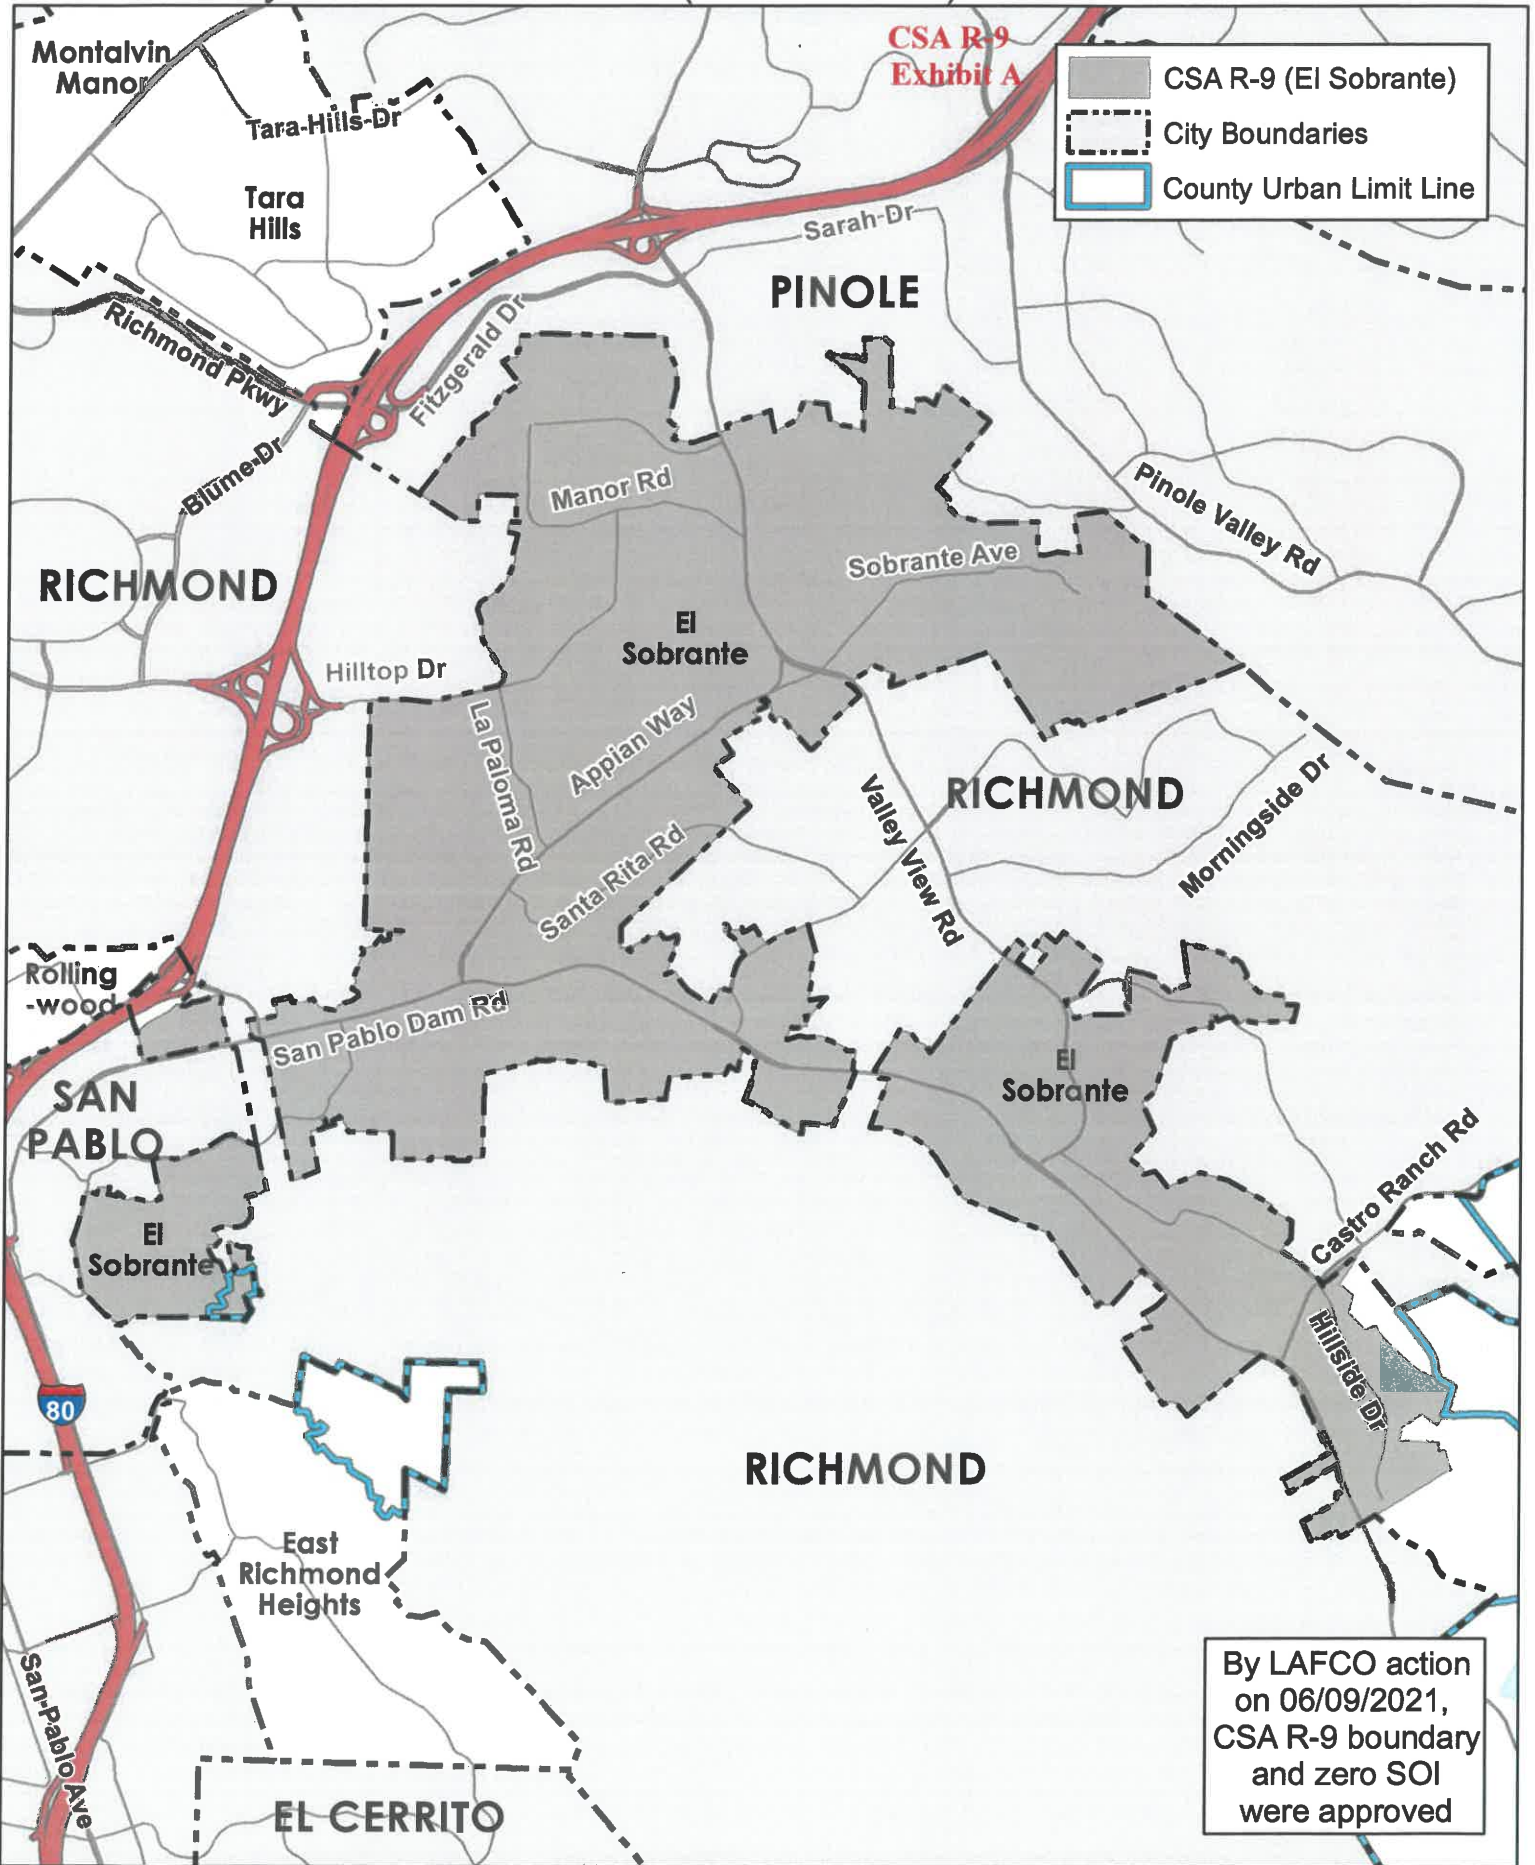 CSA R-9
Exhibit A
CSA R-9 (El Sobrante)
City Boundaries
County Urban Limit Line
Montalvin
Manor
Tara-Hills-Dr
Tara
Hills
Sarah-Dr
PINOLE
Richmond Pkwy
Fitzgerald Dr
Blume-Dr
Manor Rd
Pinole Valley Rd
Sobrante Ave
RICHMOND
El
Sobrante
Hilltop Dr
La Paloma Rd
Appian Way
Valley View Rd
RICHMOND
Morningside Dr
Santa Rita Rd
Rolling
-wood
San Pablo Dam Rd
SAN
PABLO
El
Sobrante
El
Sobrante
Castro Ranch Rd
Hillside Dr
80
RICHMOND
East
Richmond
Heights
San-Pablo Ave
EL CERRITO
By LAFCO action
on 06/09/2021,
CSA R-9 boundary
and zero SOI
were approved